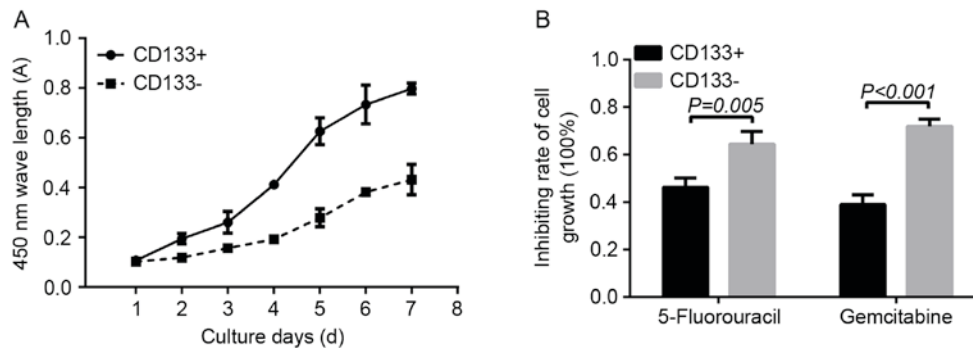 A
CD133+
CD133-
450 nm wave length (A)
1.0
0.8
0.6
0.4
0.2
0.0
1 2 3 4 5 6 7 8
Culture days (d)
B
CD133+
CD133-
P=0.005
P<0.001
Inhibiting rate of cell
growth (100%)
1.0
0.8
0.6
0.4
0.2
0.0
5-Fluorouracil Gemcitabine